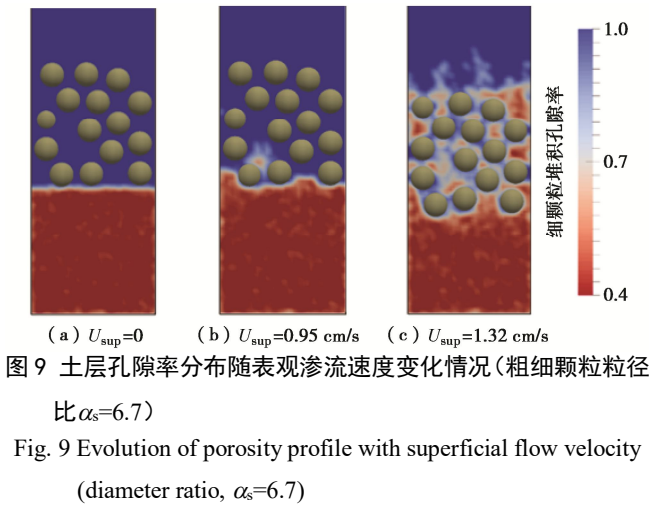 1.0
0.7
0.4
细颗粒堆积孔隙率
(a) Usup=0 (b) Usup=0.95 cm/s (c) Usup=1.32 cm/s
图 9 土层孔隙率分布随表观渗流速度变化情况(粗细颗粒粒径
比αs=6.7)
Fig. 9 Evolution of porosity profile with superficial flow velocity
(diameter ratio, αs=6.7)